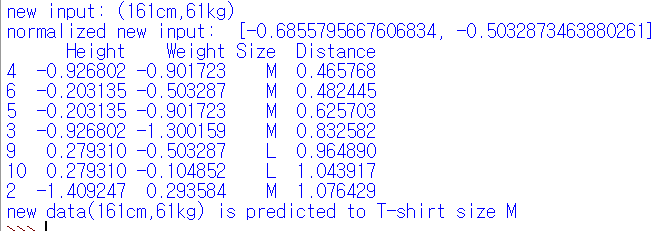 new input: (161cm,61kg)
normalized new input:  [-0.6855795667606834, -0.5032873463880261]
Height Weight Size Distance
4 -0.926802 -0.901723 M 0.465768
6 -0.203135 -0.503287 M 0.482445
5 -0.203135 -0.901723 M 0.625703
3 -0.926802 -1.300159 M 0.832582
9 0.279310 -0.503287 L 0.964890
10 0.279310 -0.104852 L 1.043917
2 -1.409247 0.293584 M 1.076429
new data(161cm,61kg) is predicted to T-shirt size M
>>>